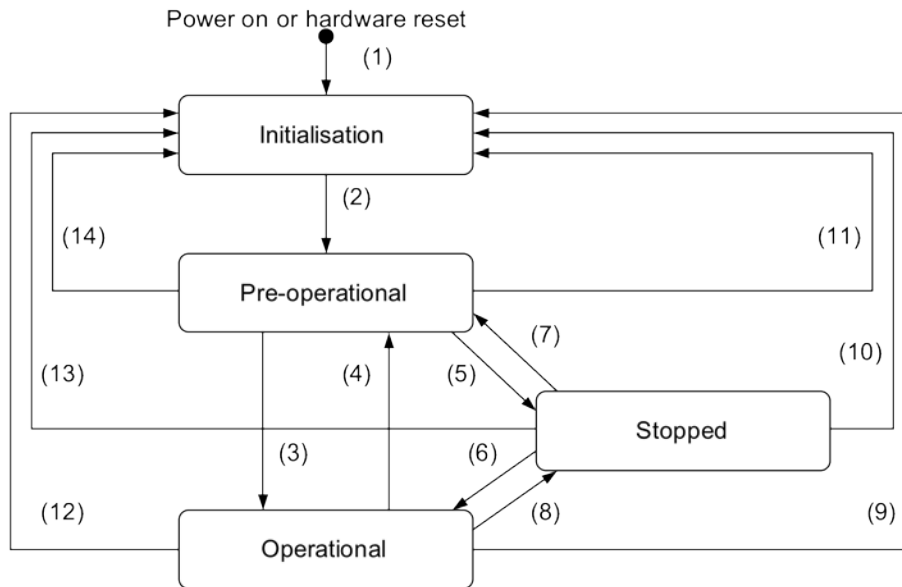 Power on or hardware reset
(1)
Initialisation
(2)
(14)
(11)
Pre-operational
(7)
(13)
(4)
(5)
(10)
Stopped
(3)
(6)
(12)
(8)
(9)
Operational